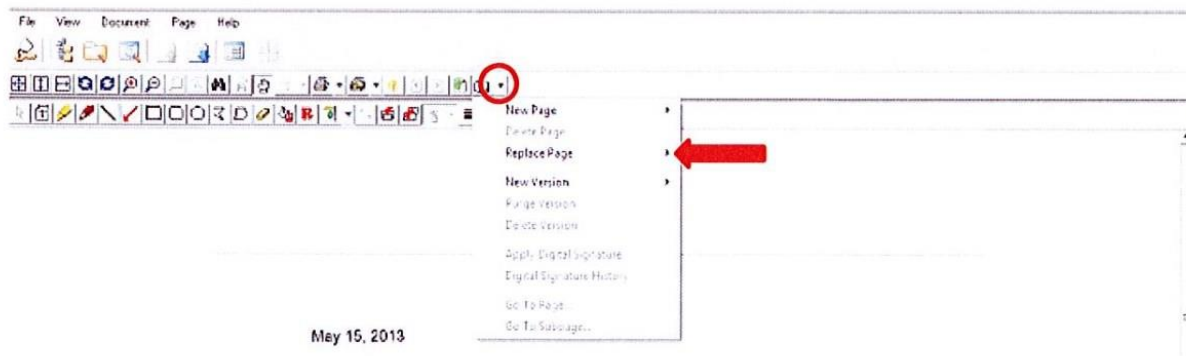 File View Document Page Help
New Page
Delete Page
Replace Page
New Version
Purge Version
Delete Version
Apply Digital Signature
Digital Signature History
Go To Page...
Go To Subpage...
May 15, 2013